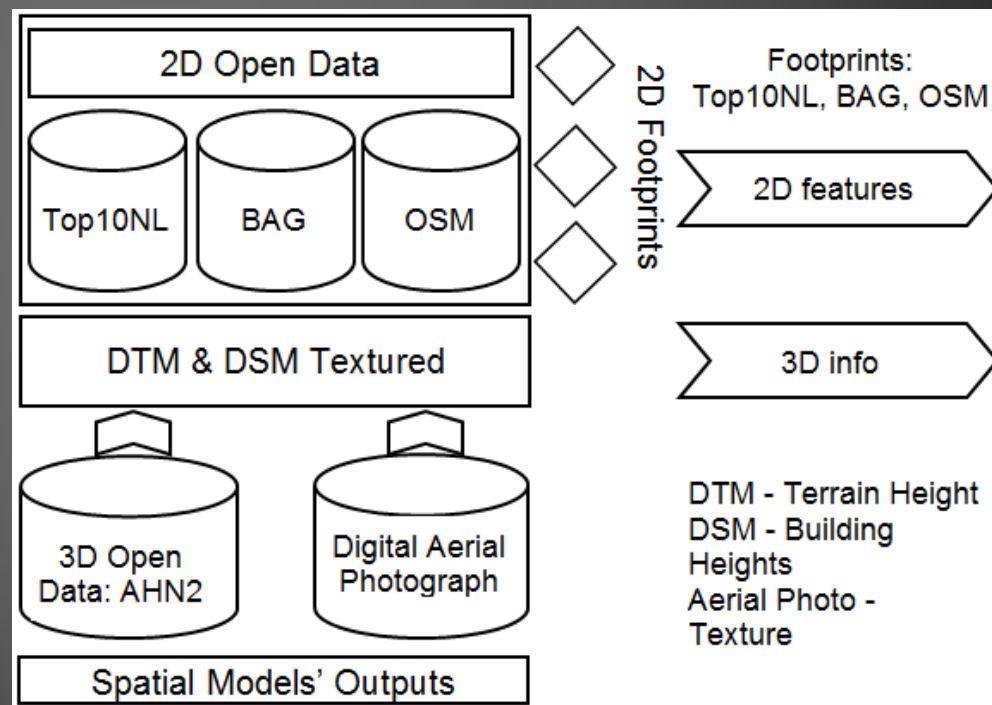 2D Open Data
Top10NL
BAG
OSM
2D Footprints
Footprints:
Top10NL, BAG, OSM
2D features
DTM & DSM Textured
3D info
3D Open
Data: AHN2
Digital Aerial
Photograph
DTM - Terrain Height
DSM - Building
Heights
Aerial Photo -
Texture
Spatial Models' Outputs